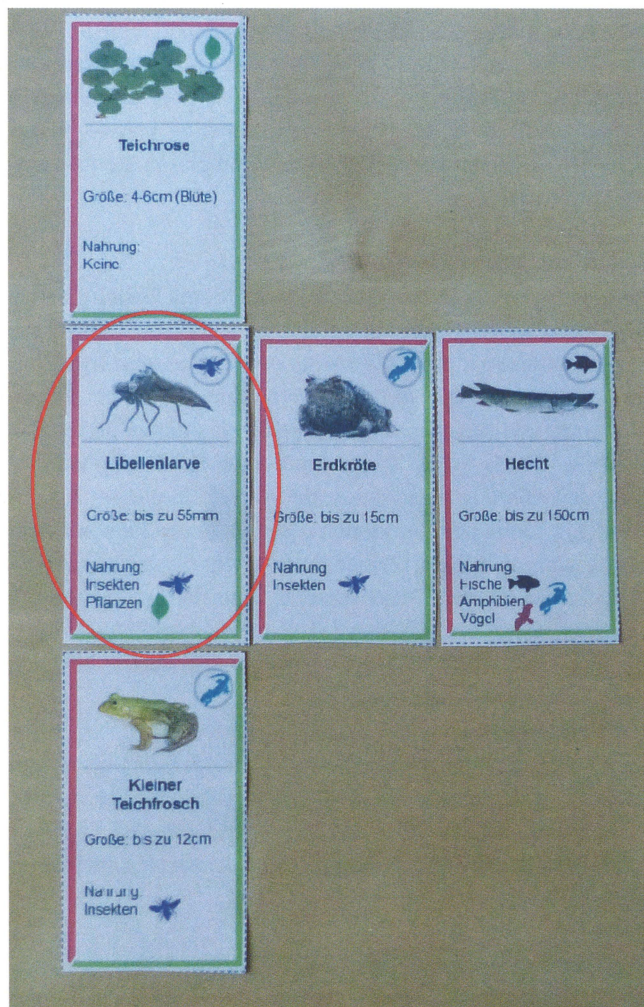 Teichrose
Größe: 4-6cm (Blüte)
Nahrung:
Keine
Libellenlarve
Größe: bis zu 55mm
Nahrung:
Insekten
Pflanzen
Erdkröte
Größe: bis zu 15cm
Nahrung
Insekten
Hecht
Größe: bis zu 150cm
Nahrung
Fische
Amphibien
Vögel
Kleiner
Teichfrosch
Größe: bis zu 12cm
Nahrung:
Insekten